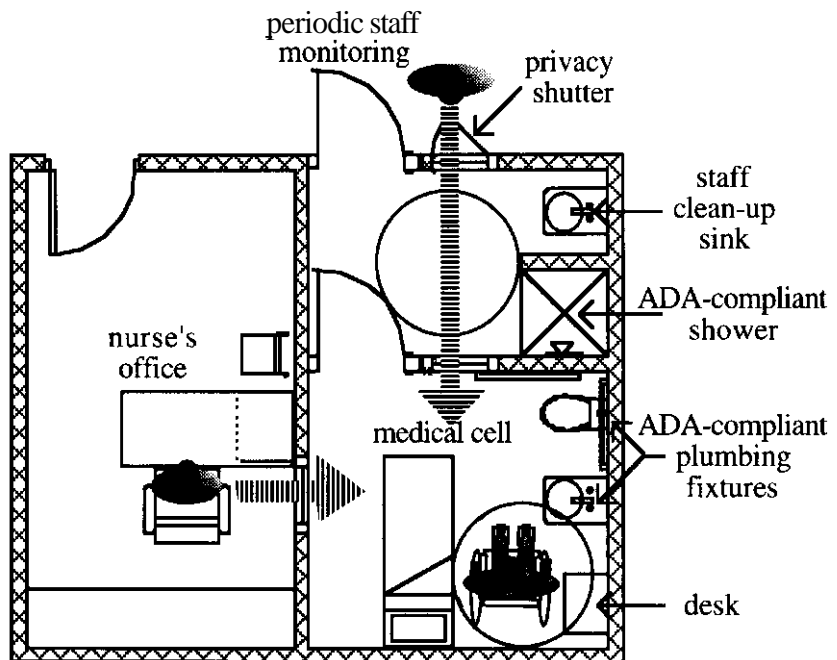 periodic staff
monitoring
privacy
shutter
staff
clean-up
sink
ADA-compliant
shower
nurse's
office
medical cell
ADA-compliant
plumbing
fixtures
desk